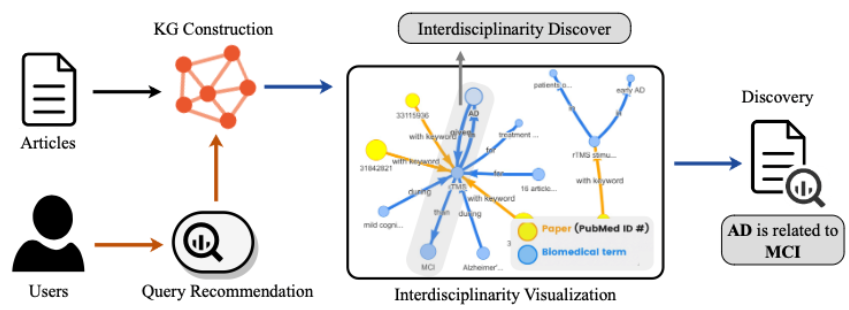 KG Construction
Interdisciplinarity Discover
Articles
Users
Query Recommendation
33115936
with keyword
31842821
with keyword
during
mild cogni...
AD
given
rTMS
than
MCI
for
treatment ...
for
16 article...
with keyword
during
Alzheimer'...
3
patients o...
early AD
rTMS stimu...
with keyword
Paper (PubMed ID #)
Biomedical term
Interdisciplinarity Visualization
Discovery
AD is related to
MCI